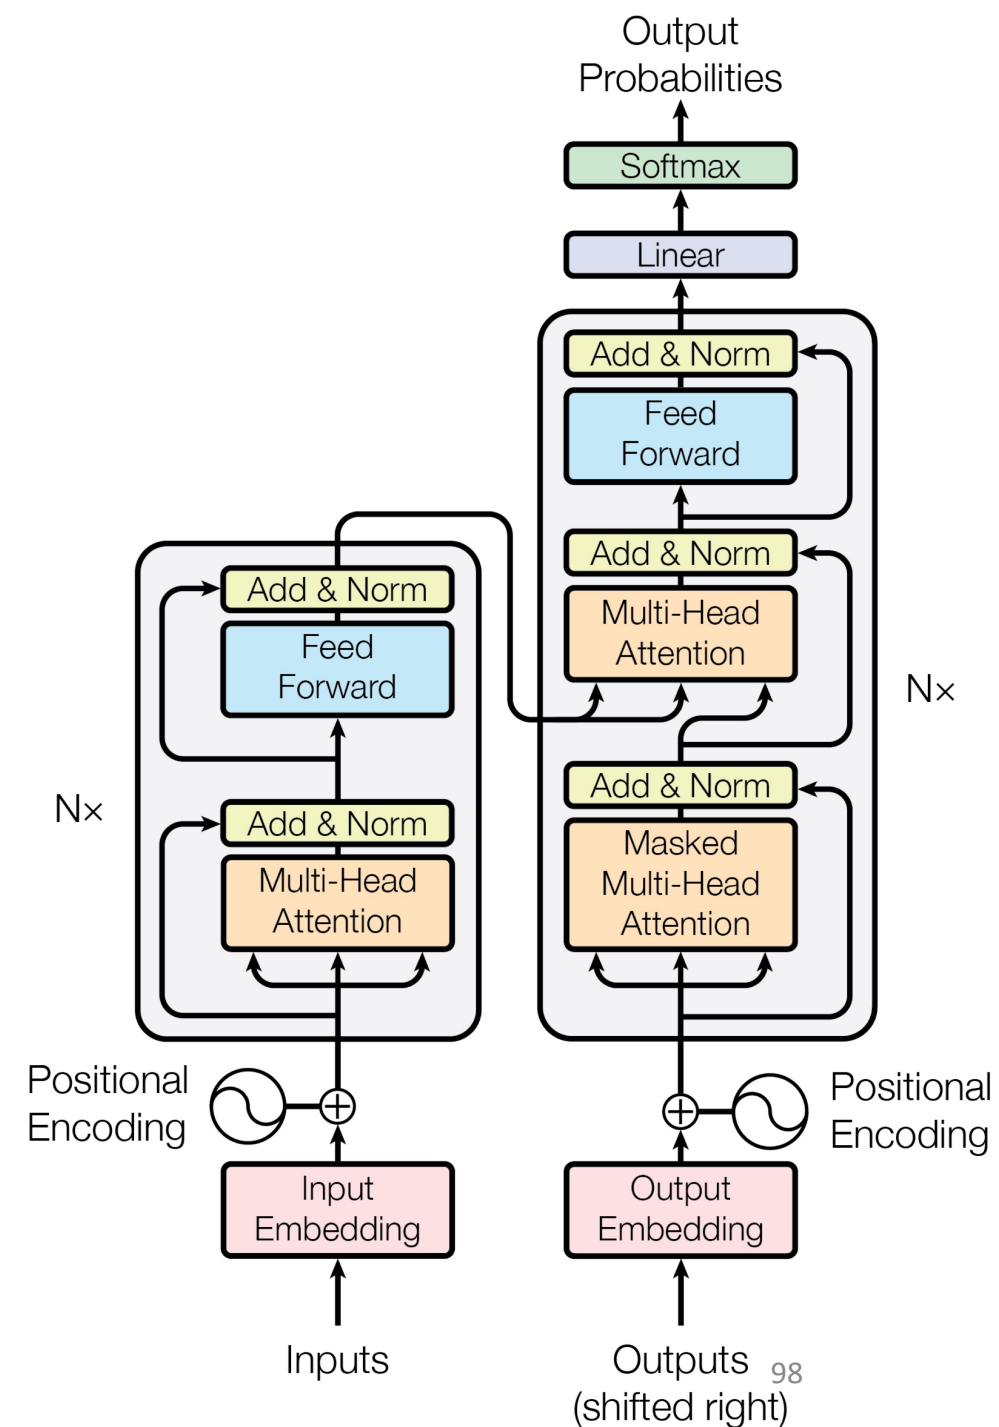 Output
Probabilities
Softmax
Linear
Add & Norm
Feed
Forward
Add & Norm
Multi-Head
Attention
Add & Norm
Masked
Multi-Head
Attention
N×
Add & Norm
Feed
Forward
Add & Norm
Multi-Head
Attention
N×
Positional
Encoding
Positional
Encoding
Input
Embedding
Output
Embedding
Inputs
Outputs
(shifted right)
98